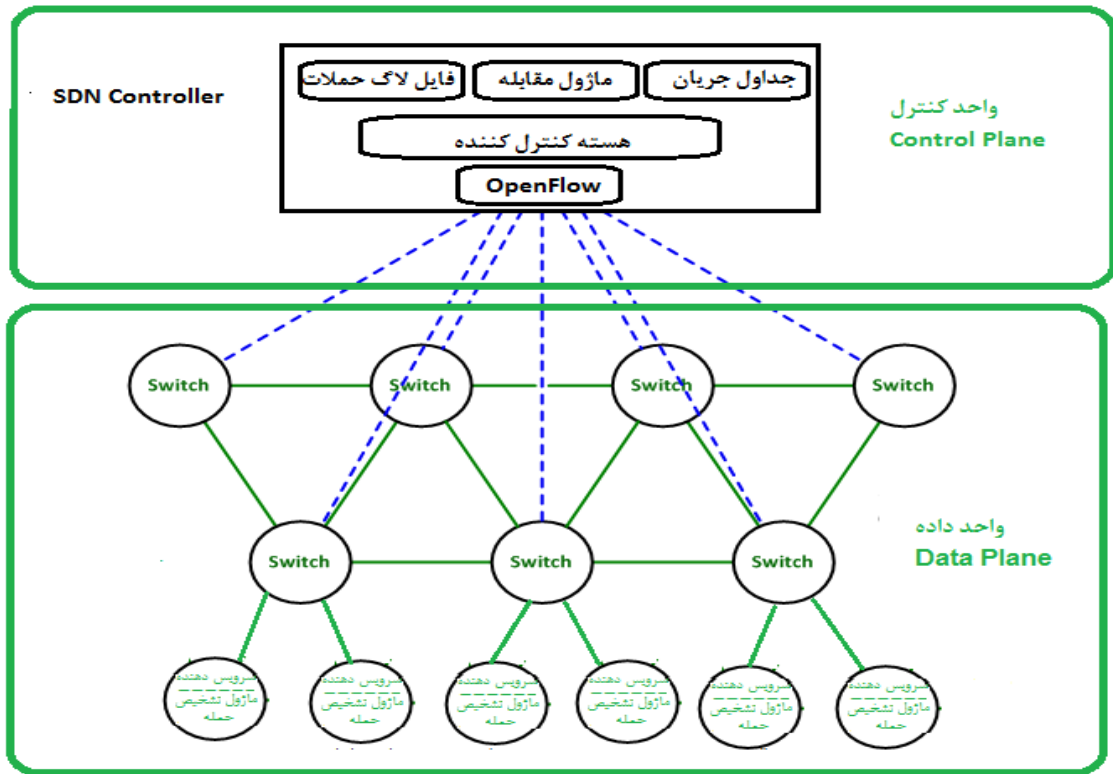 SDN Controller
فایل لاگ حملات
ماژول مقابله
جداول جریان
هسته کنترل کننده
OpenFlow
واحد کنترل
Control Plane
Switch
Switch
Switch
Switch
Switch
Switch
Switch
واحد داده
Data Plane
سرویس دهنده
ماژول تشخیص
حمله
سرویس دهنده
ماژول تشخیص
حمله
سرویس دهنده
ماژول تشخیص
حمله
سرویس دهنده
ماژول تشخیص
حمله
سرویس دهنده
ماژول تشخیص
حمله
سرویس دهنده
ماژول تشخیص
حمله